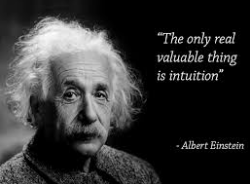 “The only real
valuable thing
is intuition”
- Albert Einstein